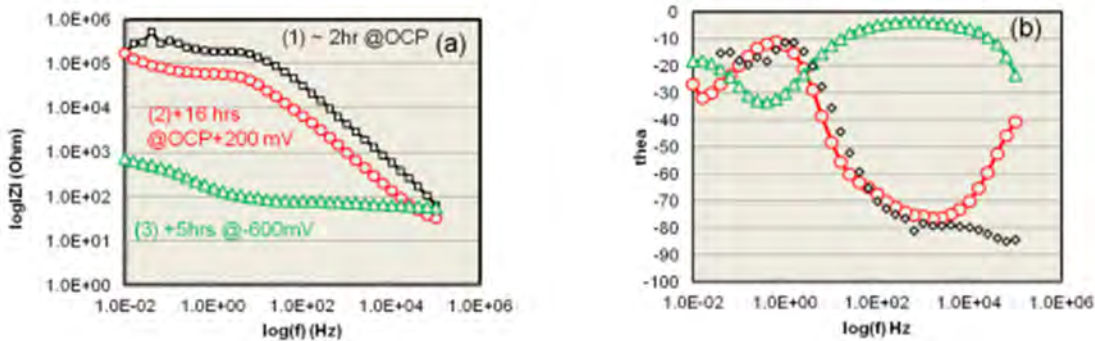 1.0E+06
1.0E+05
1.0E+04
1.0E+03
1.0E+02
1.0E+01
1.0E+00
log|Z| (Ohm)
(1) ~ 2hr @OCP
(a)
(2)+16 hrs
@OCP+200 mV
(3) +5hrs @-600mV
1.0E-02 1.0E+00 1.0E+02 1.0E+04 1.0E+06
log(f) (Hz)
0
-10
-20
-30
-40
-50
-60
-70
-80
-90
-100
thea
(b)
1.0E-02 1.0E+00 1.0E+02 1.0E+04 1.0E+06
log(f) Hz